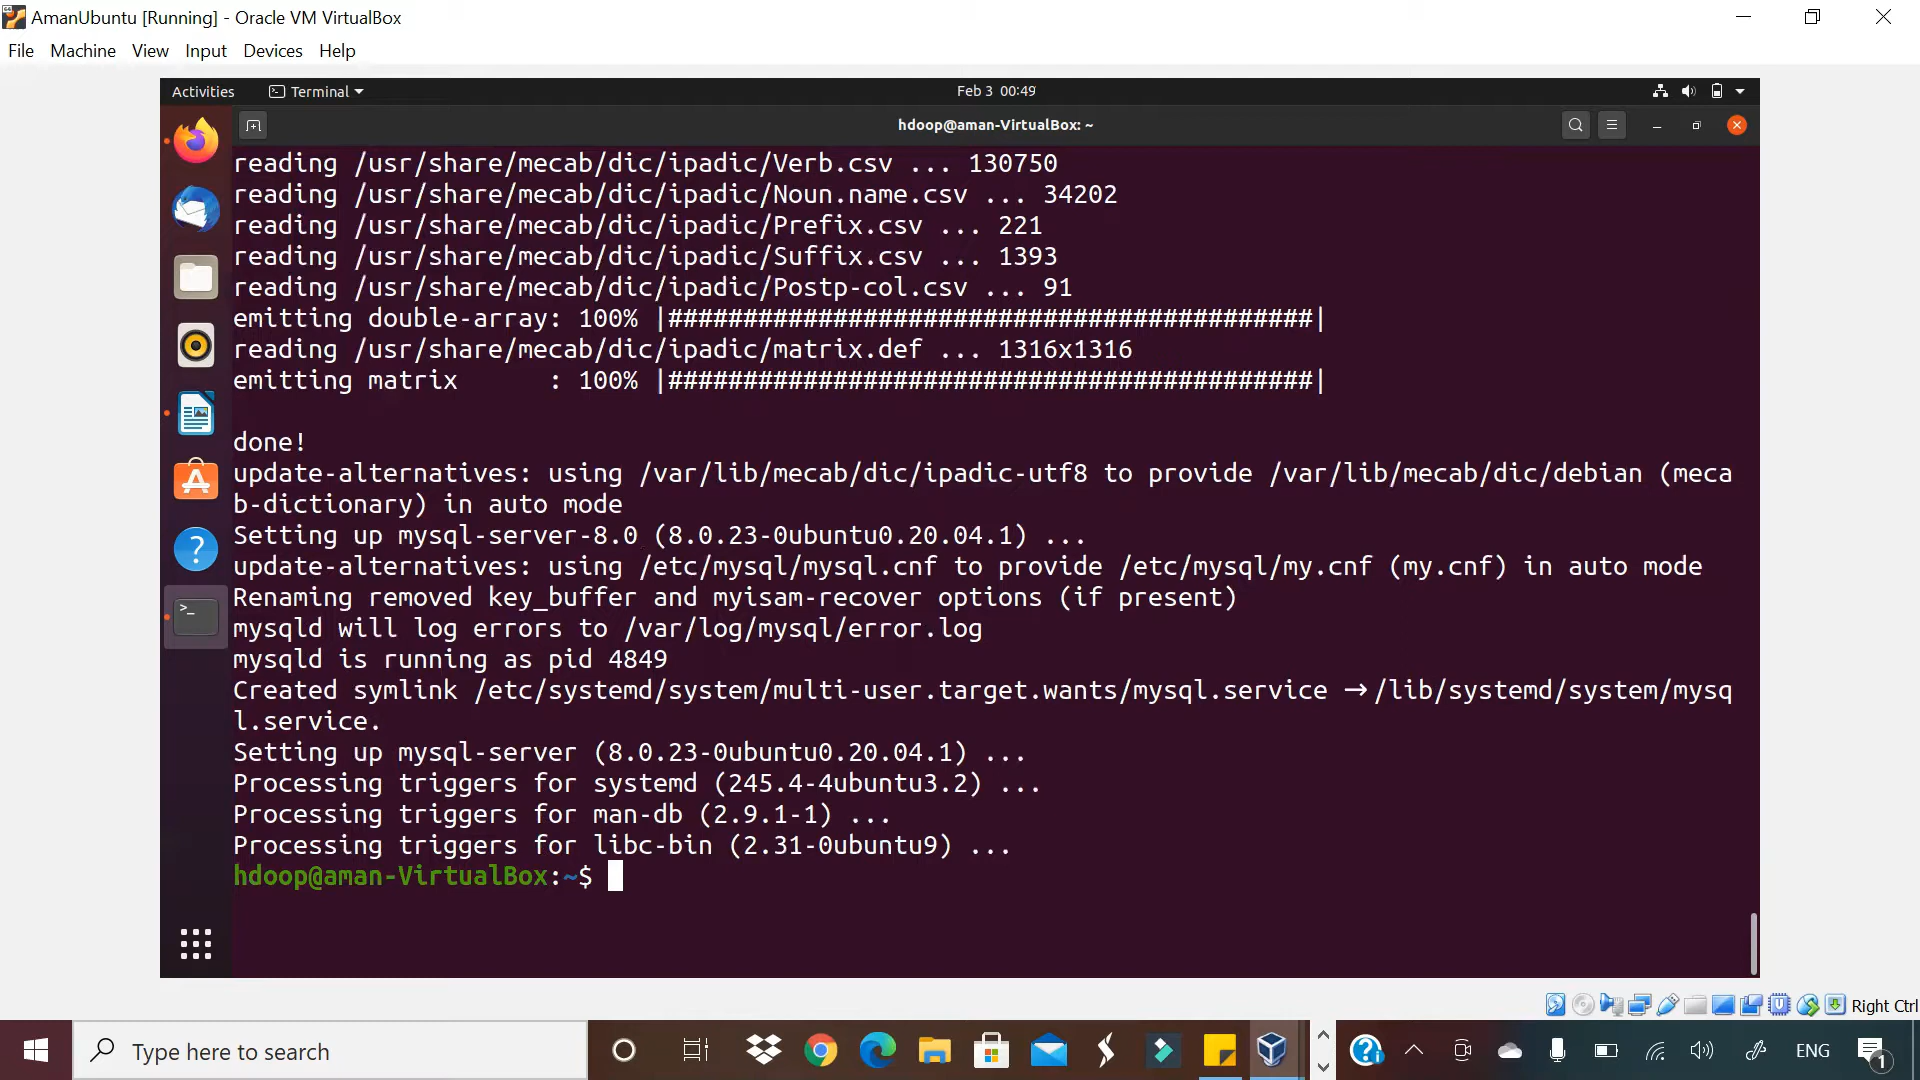 AmanUbuntu [Running] - Oracle VM VirtualBox
File Machine View Input Devices Help
Activities Terminal Feb 3 00:49
hdoop@aman-VirtualBox: ~
reading /usr/share/mecab/dic/ipadic/Verb.csv ... 130750
reading /usr/share/mecab/dic/ipadic/Noun.name.csv ... 34202
reading /usr/share/mecab/dic/ipadic/Prefix.csv ... 221
reading /usr/share/mecab/dic/ipadic/Suffix.csv ... 1393
reading /usr/share/mecab/dic/ipadic/Postp-col.csv ... 91
emitting double-array: 100% |###########################################|
reading /usr/share/mecab/dic/ipadic/matrix.def ... 1316x1316
emitting matrix      : 100% |###########################################|
done!
update-alternatives: using /var/lib/mecab/dic/ipadic-utf8 to provide /var/lib/mecab/dic/debian (meca
b-dictionary) in auto mode
Setting up mysql-server-8.0 (8.0.23-0ubuntu0.20.04.1) ...
update-alternatives: using /etc/mysql/mysql.cnf to provide /etc/mysql/my.cnf (my.cnf) in auto mode
Renaming removed key_buffer and myisam-recover options (if present)
mysqld will log errors to /var/log/mysql/error.log
mysqld is running as pid 4849
Created symlink /etc/systemd/system/multi-user.target.wants/mysql.service → /lib/systemd/system/mysq
l.service.
Setting up mysql-server (8.0.23-0ubuntu0.20.04.1) ...
Processing triggers for systemd (245.4-4ubuntu3.2) ...
Processing triggers for man-db (2.9.1-1) ...
Processing triggers for libc-bin (2.31-0ubuntu9) ...
hdoop@aman-VirtualBox:~$
Right Ctrl
Type here to search
ENG
1